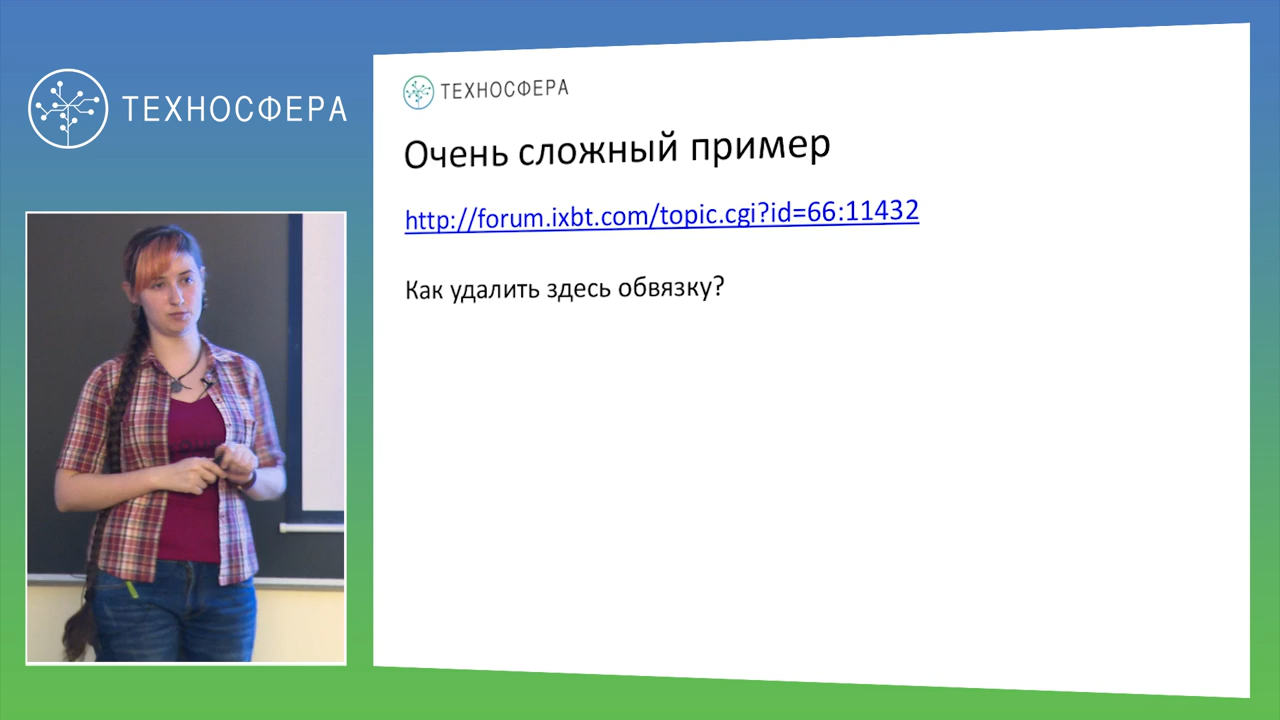 ТЕХНОСФЕРА
ТЕХНОСФЕРА
Очень сложный пример
http://forum.ixbt.com/topic.cgi?id=66:11432
Как удалить здесь обвязку?